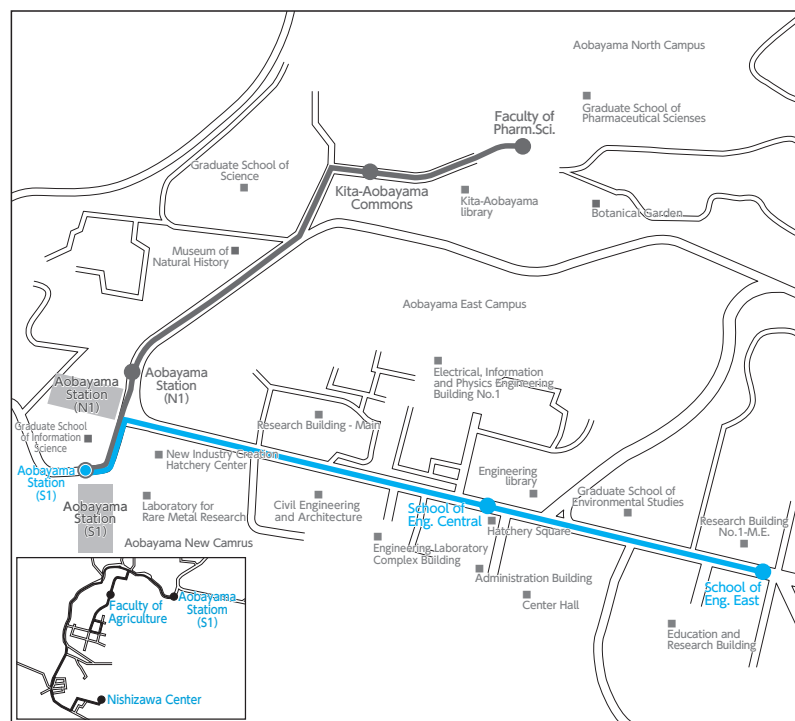 Aobayama North Campus
Graduate School of
Pharmaceutical Scienses
Faculty of
Pharm.Sci.
Graduate School of
Science
Kita-Aobayama
Commons
Kita-Aobayama
library
Botanical Garden
Museum of
Natural History
Aobayama East Campus
Aobayama
Station
(N1)
Aobayama
Station
(N1)
Electrical, Information
and Physics Engineering
Building No.1
Research Building - Main
Graduate School
of Information
Science
New Industry Creation
Hatchery Center
Aobayama
Station
(S1)
Engineering
library
Graduate School of
Environmental Studies
Laboratory for
Rare Metal Research
Civil Engineering
and Architecture
School of
Eng. Central
Aobayama
Station
(S1)
Hatchery Square
Research Building
No.1-M.E.
Aobayama New Camrus
Engineering Laboratory
Complex Building
Administration Building
School of
Eng. East
Center Hall
Education and
Research Building
Faculty of
Agriculture
Aobayama
Statiom
(S1)
Nishizawa Center